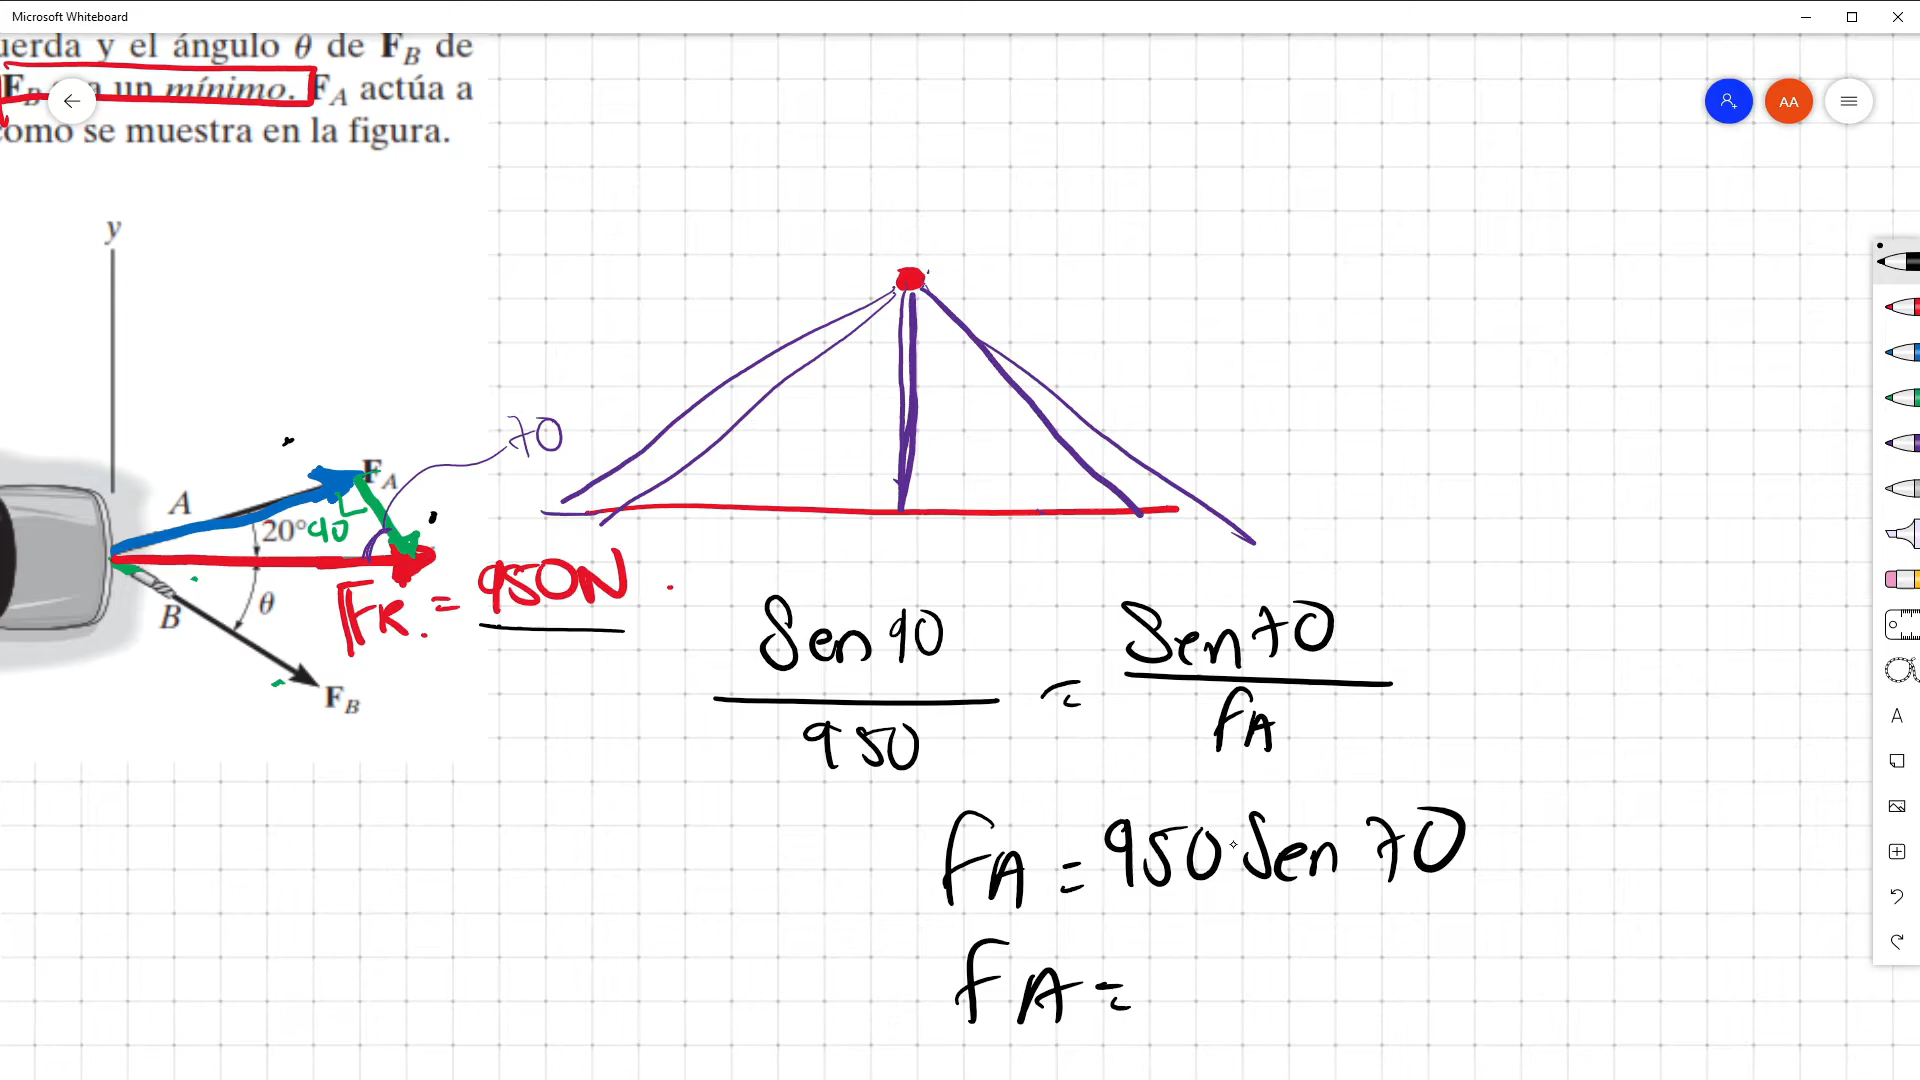 Microsoft Whiteboard
uerda y el ángulo θ de F_B de
F_B un mínimo. F_A actúa a
como se muestra en la figura.
AA
y
70
F_A
A
20°
90
FR = 950N
θ
B
F_B
Sen 90 = Sen 70
950 FA
FA = 950·Sen 70
FA =
A